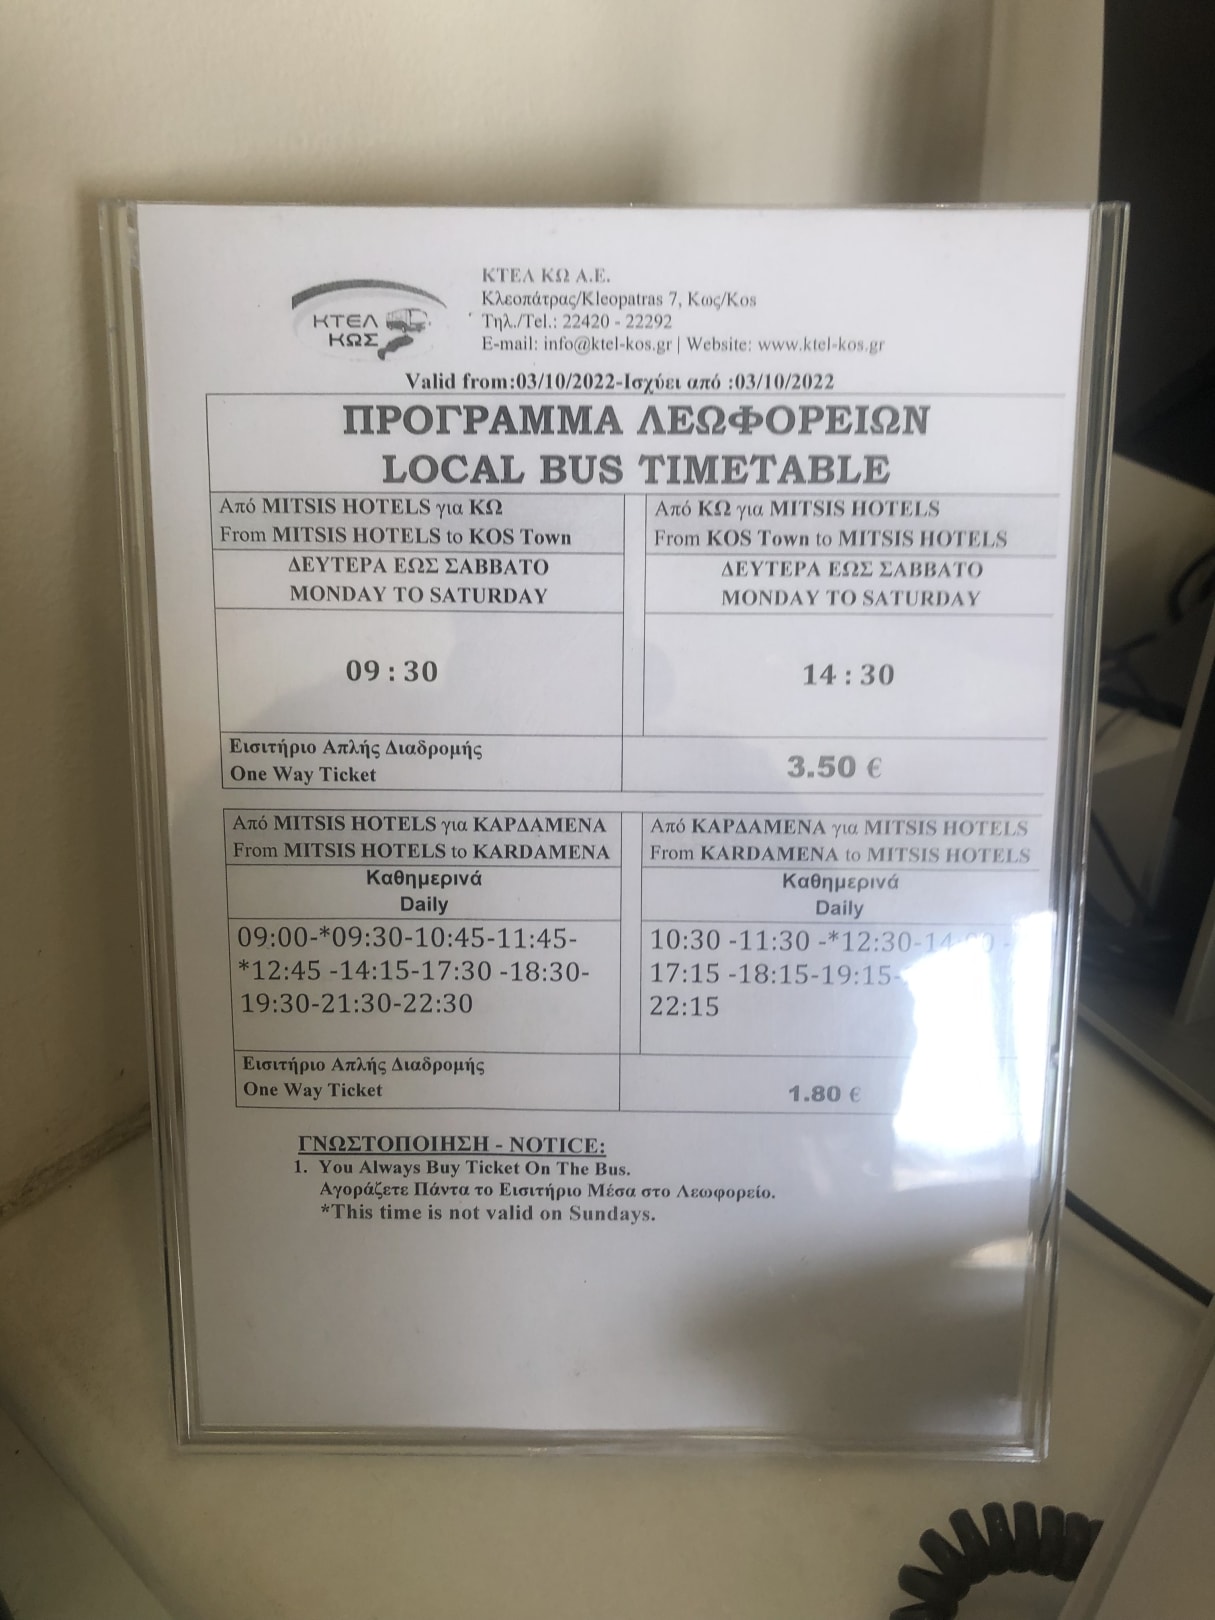 ΚΤΕΛ ΚΩΣ
ΚΤΕΛ ΚΩ Α.Ε.
Κλεοπάτρας/Kleopatras 7, Κως/Kos
Τηλ./Tel.: 22420 - 22292
E-mail: info@ktel-kos.gr | Website: www.ktel-kos.gr
Valid from:03/10/2022-Ισχύει από :03/10/2022
ΠΡΟΓΡΑΜΜΑ ΛΕΩΦΟΡΕΙΩΝ
LOCAL BUS TIMETABLE
Από MITSIS HOTELS για ΚΩ
From MITSIS HOTELS to KOS Town
ΔΕΥΤΕΡΑ ΕΩΣ ΣΑΒΒΑΤΟ
MONDAY TO SATURDAY
09 : 30
Από ΚΩ για MITSIS HOTELS
From KOS Town to MITSIS HOTELS
ΔΕΥΤΕΡΑ ΕΩΣ ΣΑΒΒΑΤΟ
MONDAY TO SATURDAY
14 : 30
Εισιτήριο Απλής Διαδρομής
One Way Ticket
3.50 €
Από MITSIS HOTELS για ΚΑΡΔΑΜΕΝΑ
From MITSIS HOTELS to KARDAMENA
Καθημερινά
Daily
09:00-*09:30-10:45-11:45-
*12:45 -14:15-17:30 -18:30-
19:30-21:30-22:30
Από ΚΑΡΔΑΜΕΝΑ για MITSIS HOTELS
From KARDAMENA to MITSIS HOTELS
Καθημερινά
Daily
10:30 -11:30 -*12:30-14:00 -
17:15 -18:15-19:15-
22:15
Εισιτήριο Απλής Διαδρομής
One Way Ticket
1.80 €
ΓΝΩΣΤΟΠΟΙΗΣΗ - NOTICE:
1. You Always Buy Ticket On The Bus.
Αγοράζετε Πάντα το Εισιτήριο Μέσα στο Λεωφορείο.
*This time is not valid on Sundays.